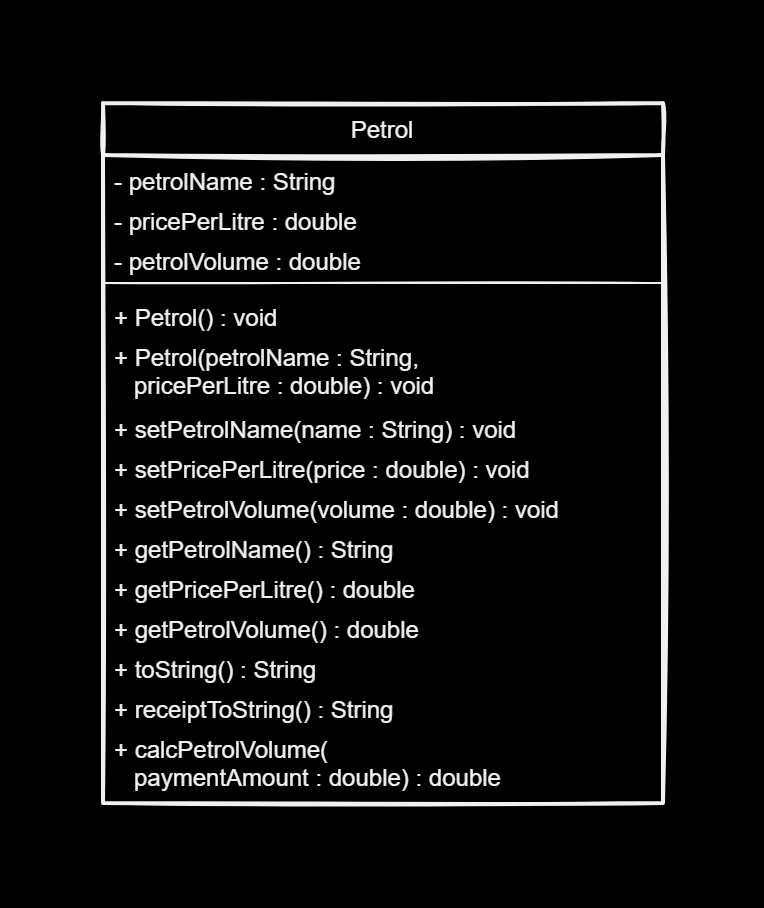 Petrol
- petrolName : String
- pricePerLitre : double
- petrolVolume : double
+ Petrol() : void
+ Petrol(petrolName : String,
pricePerLitre : double) : void
+ setPetrolName(name : String) : void
+ setPricePerLitre(price : double) : void
+ setPetrolVolume(volume : double) : void
+ getPetrolName() : String
+ getPricePerLitre() : double
+ getPetrolVolume() : double
+ toString() : String
+ receiptToString() : String
+ calcPetrolVolume(
paymentAmount : double) : double